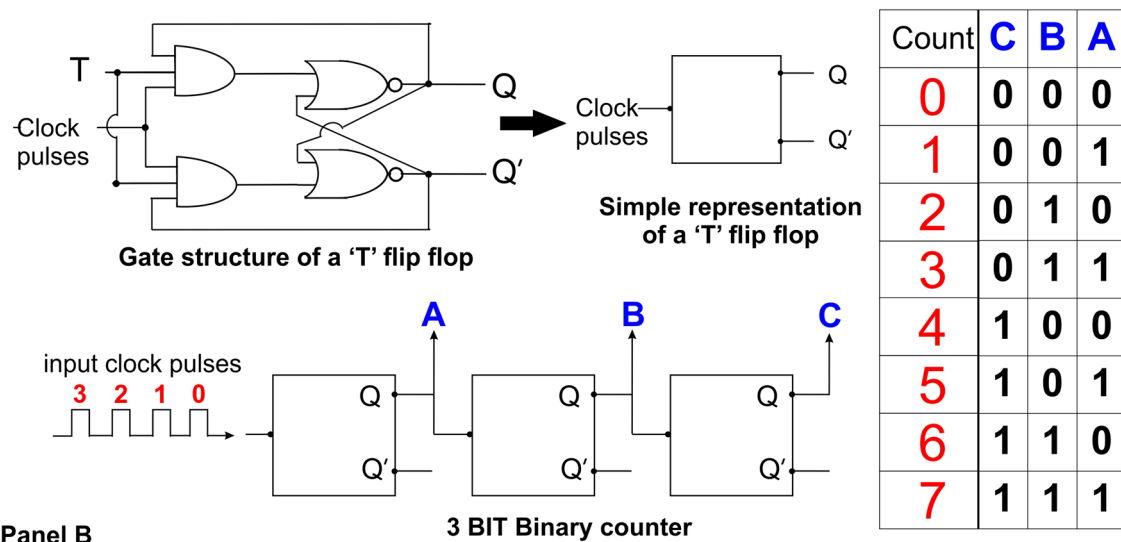 T
Clock
pulses
Q
Q′
Gate structure of a ‘T’ flip flop
Clock
pulses
Q
Q′
Simple representation
of a ‘T’ flip flop
input clock pulses
3 2 1 0
A
B
C
Q
Q′
Q
Q′
Q
Q′
3 BIT Binary counter
Panel B
Count C B A
0 0 0 0
1 0 0 1
2 0 1 0
3 0 1 1
4 1 0 0
5 1 0 1
6 1 1 0
7 1 1 1